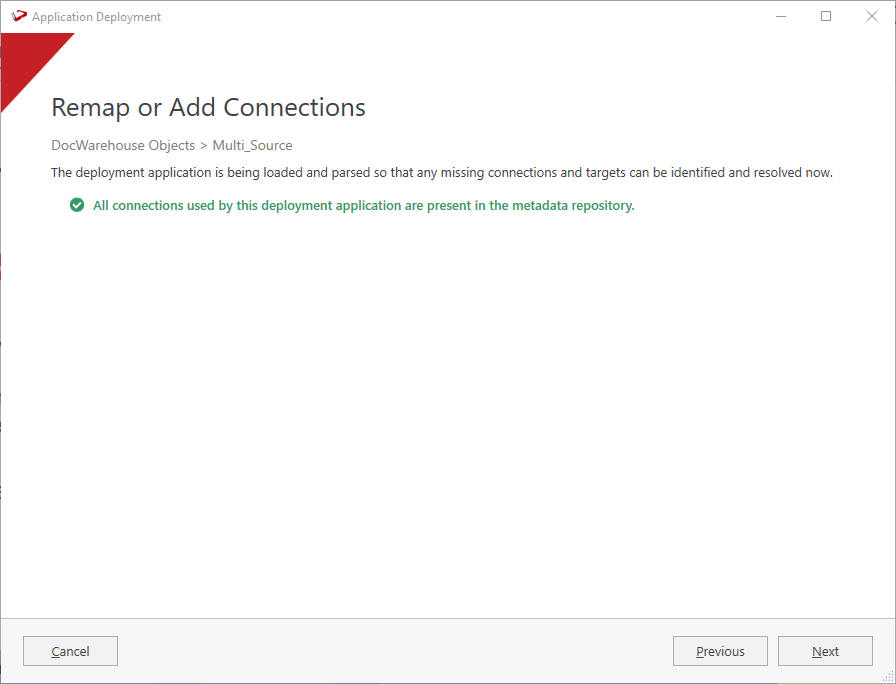 Application Deployment
Remap or Add Connections
DocWarehouse Objects > Multi_Source
The deployment application is being loaded and parsed so that any missing connections and targets can be identified and resolved now.
All connections used by this deployment application are present in the metadata repository.
Cancel
Previous
Next